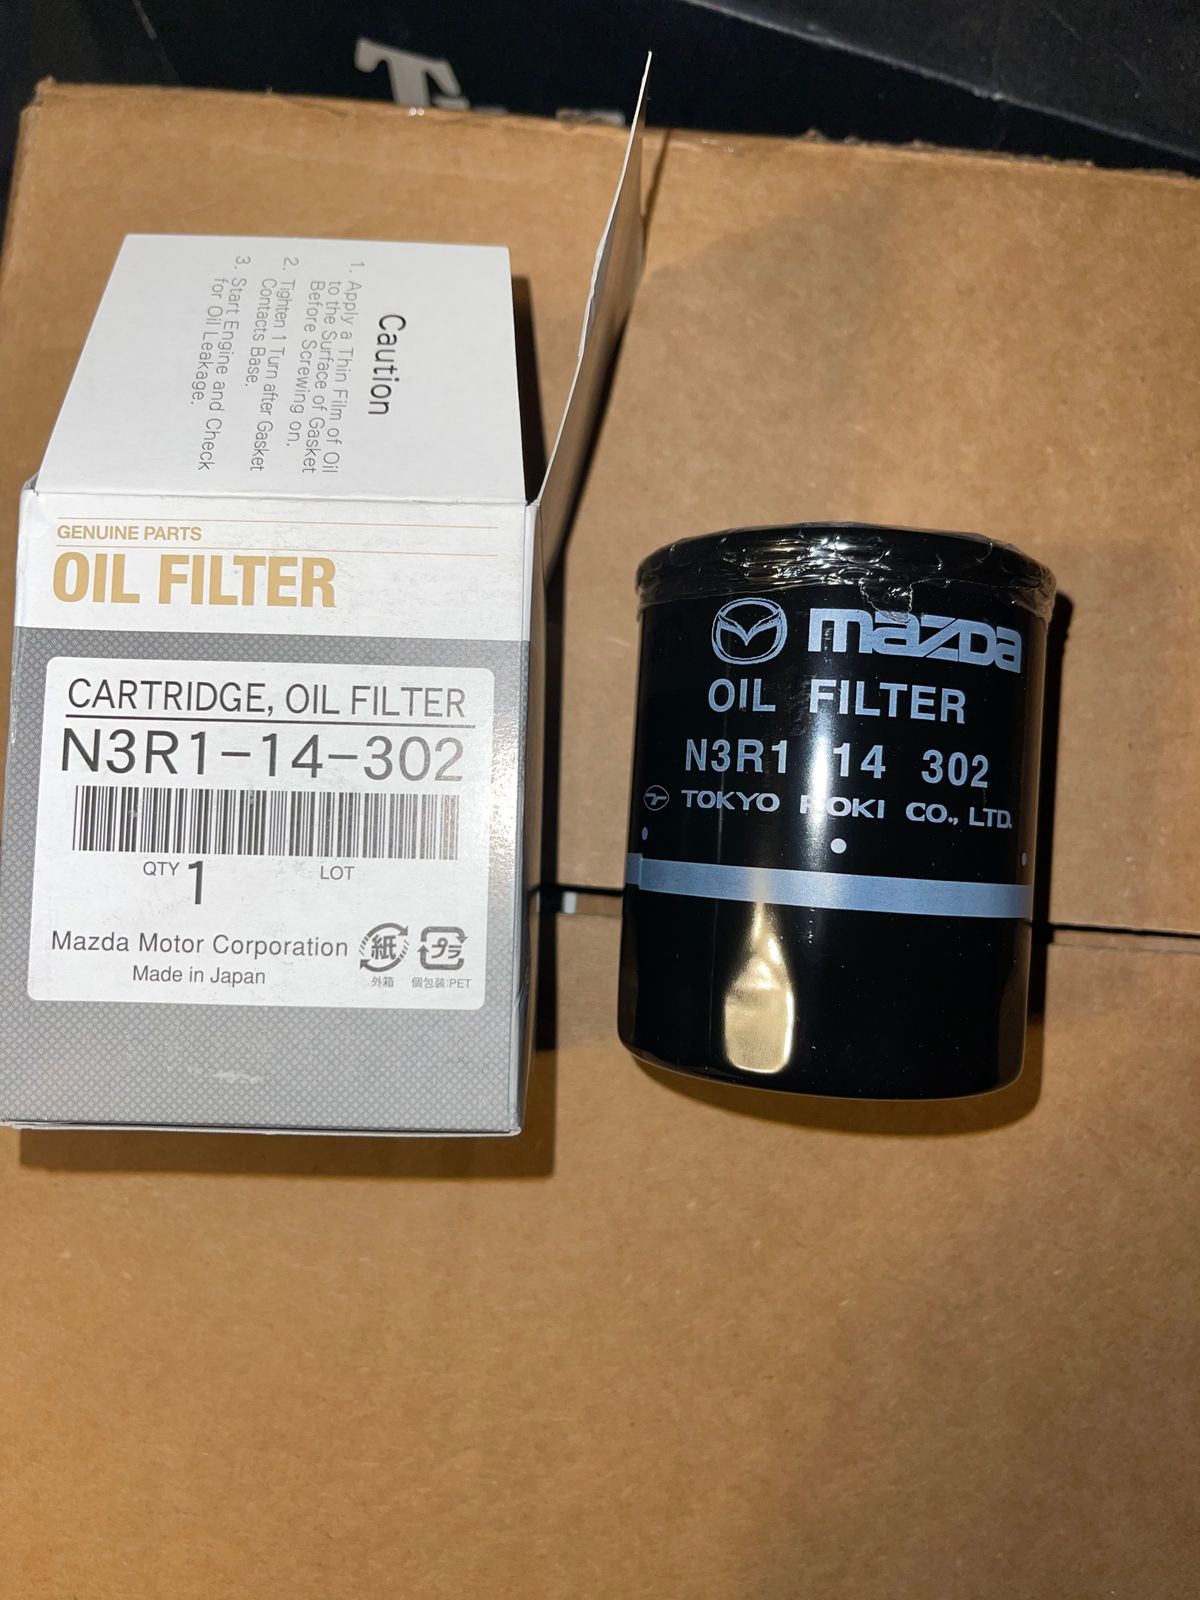 Caution
1. Apply a Thin Film of Oil
to the Surface of Gasket
Before Screwing on.
2. Tighten 1 Turn after Gasket
Contacts Base.
3. Start Engine and Check
for Oil Leakage.
GENUINE PARTS
OIL FILTER
CARTRIDGE, OIL FILTER
N3R1-14-302
QTY 1 LOT
Mazda Motor Corporation
Made in Japan
紙
外箱
プラ
個包装:PET
mazda
OIL FILTER
N3R1 14 302
TOKYO ROKI CO., LTD.